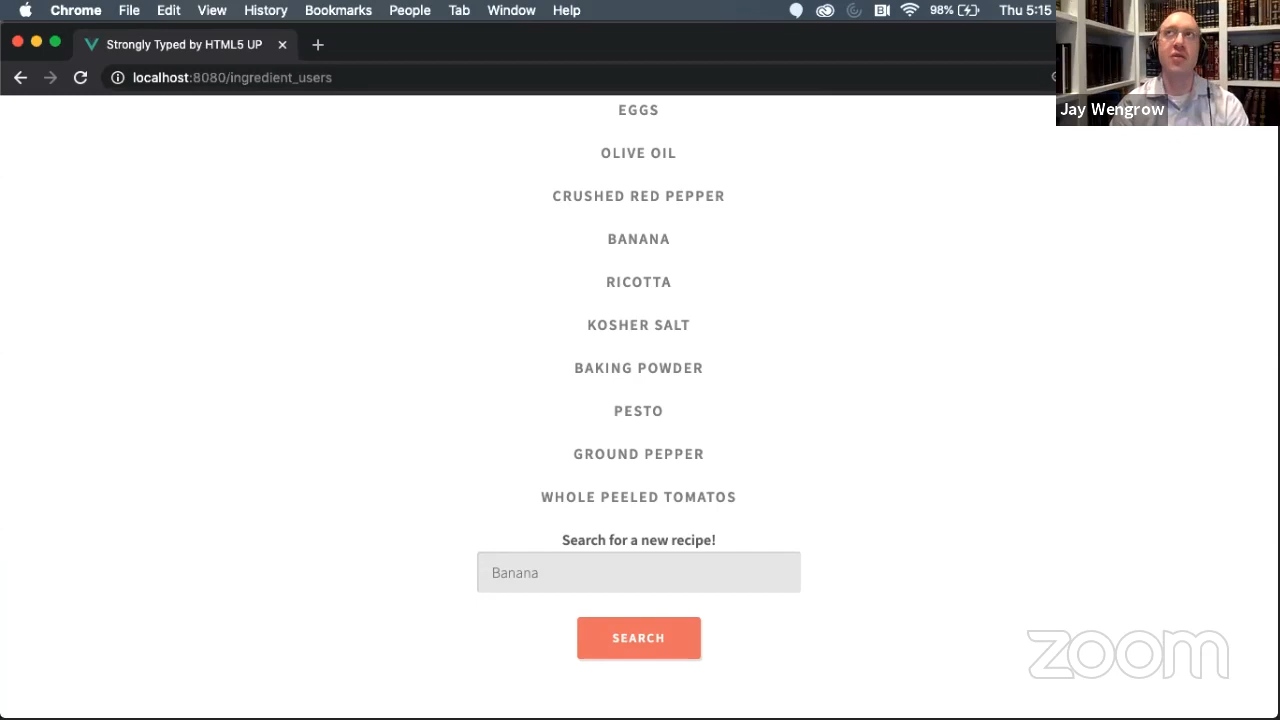 Chrome File Edit View History Bookmarks People Tab Window Help 98% Thu 5:15
Strongly Typed by HTML5 UP
localhost:8080/ingredient_users
Jay Wengrow
EGGS
OLIVE OIL
CRUSHED RED PEPPER
BANANA
RICOTTA
KOSHER SALT
BAKING POWDER
PESTO
GROUND PEPPER
WHOLE PEELED TOMATOS
Search for a new recipe!
Banana
SEARCH
zoom